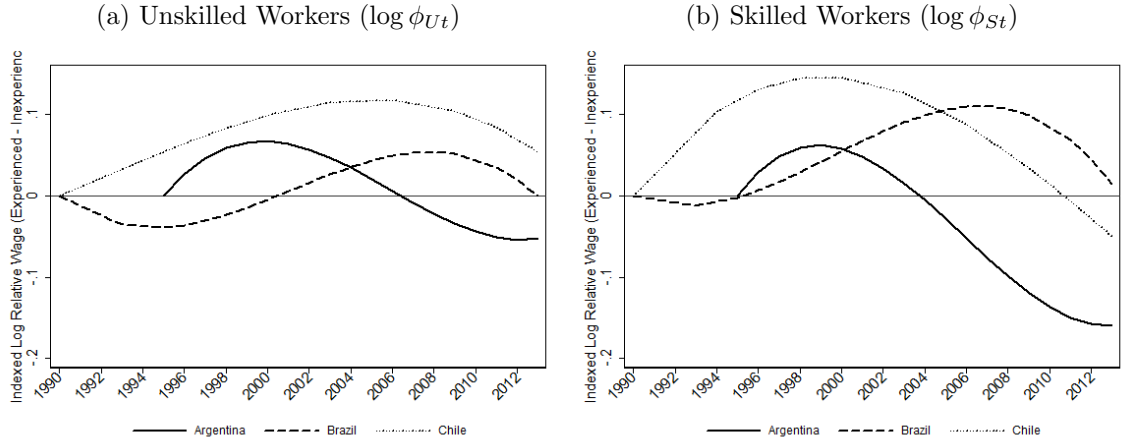 (a) Unskilled Workers (log ϕUt)
Indexed Log Relative Wage (Experienced - Inexperienc
.1
0
-.1
-.2
1990 1992 1994 1996 1998 2000 2002 2004 2006 2008 2010 2012
Argentina Brazil Chile
(b) Skilled Workers (log ϕSt)
Indexed Log Relative Wage (Experienced - Inexperienc
.1
0
-.1
-.2
1990 1992 1994 1996 1998 2000 2002 2004 2006 2008 2010 2012
Argentina Brazil Chile